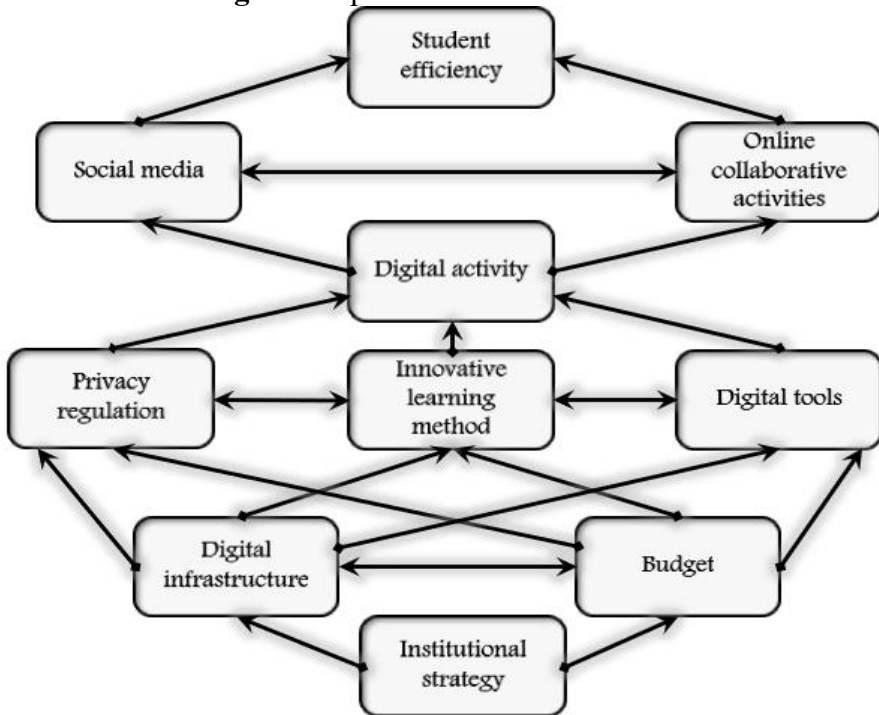 Student
efficiency
Social media
Online
collaborative
activities
Digital activity
Privacy
regulation
Innovative
learning
method
Digital tools
Digital
infrastructure
Budget
Institutional
strategy